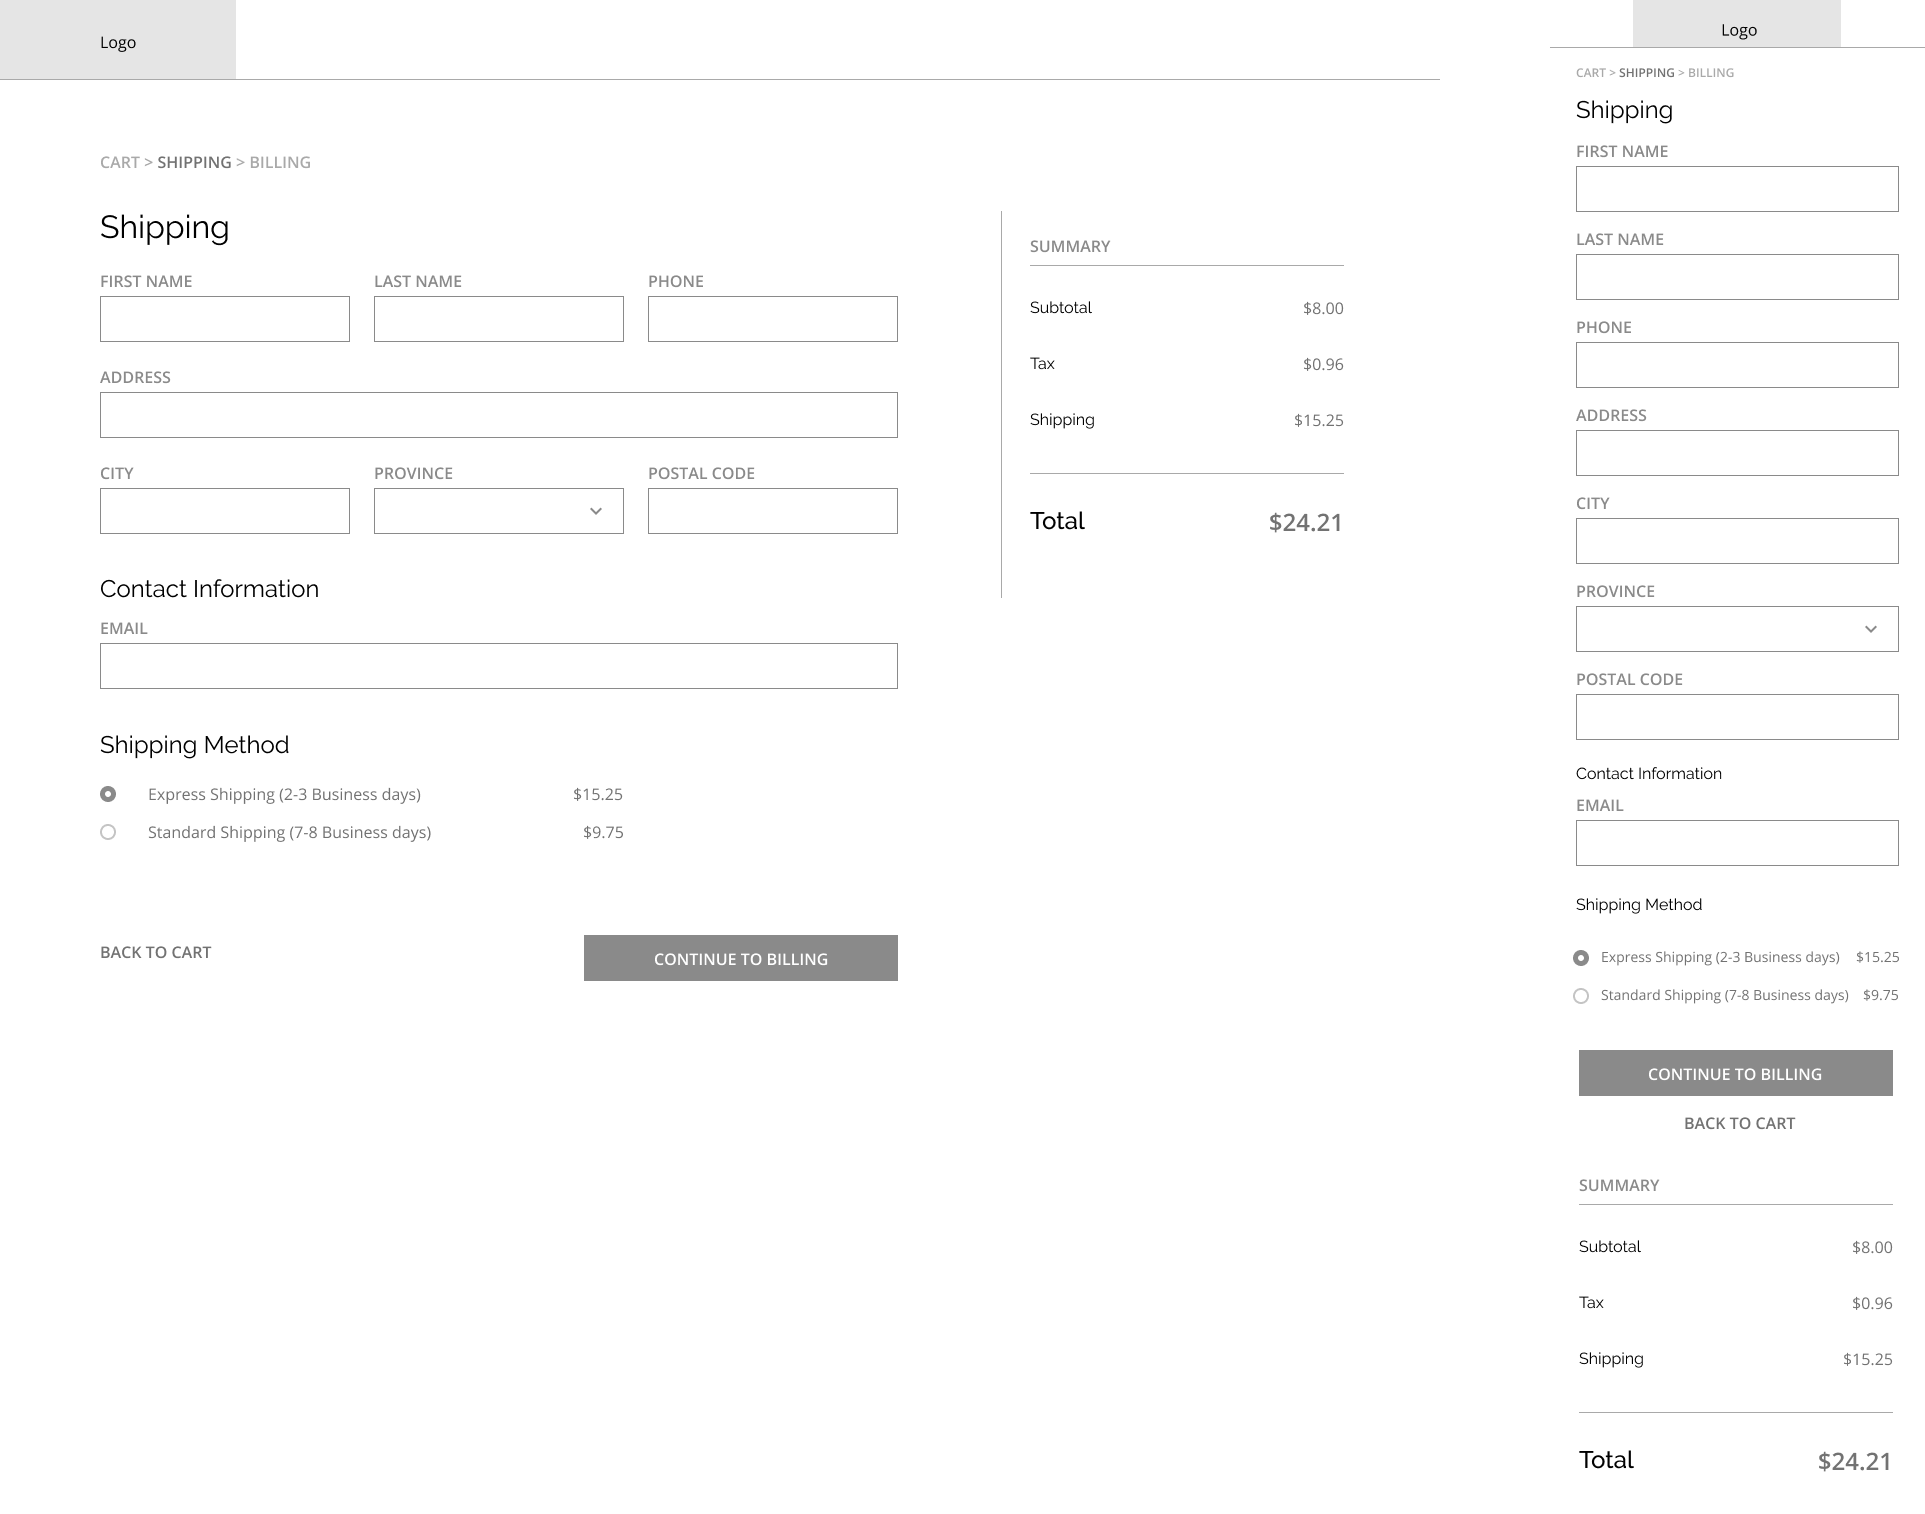 Logo
CART > SHIPPING > BILLING
Shipping
FIRST NAME LAST NAME PHONE
ADDRESS
CITY PROVINCE POSTAL CODE
Contact Information
EMAIL
Shipping Method
Express Shipping (2-3 Business days) $15.25
Standard Shipping (7-8 Business days) $9.75
BACK TO CART CONTINUE TO BILLING
SUMMARY
Subtotal $8.00
Tax $0.96
Shipping $15.25
Total $24.21
Logo
CART > SHIPPING > BILLING
Shipping
FIRST NAME
LAST NAME
PHONE
ADDRESS
CITY
PROVINCE
POSTAL CODE
Contact Information
EMAIL
Shipping Method
Express Shipping (2-3 Business days) $15.25
Standard Shipping (7-8 Business days) $9.75
CONTINUE TO BILLING
BACK TO CART
SUMMARY
Subtotal $8.00
Tax $0.96
Shipping $15.25
Total $24.21